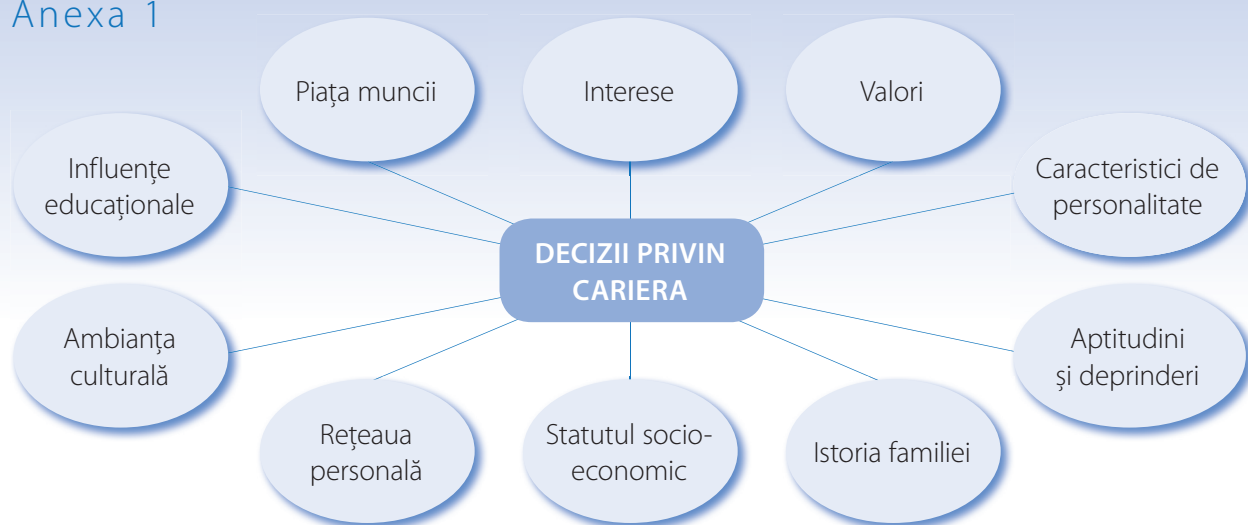 Anexa 1
Piața muncii
Interese
Valori
Influențe
educaționale
Caracteristici de
personalitate
DECIZII PRIVIN
CARIERA
Ambianța
culturală
Aptitudini
și deprinderi
Rețeaua
personală
Statutul socio-
economic
Istoria familiei